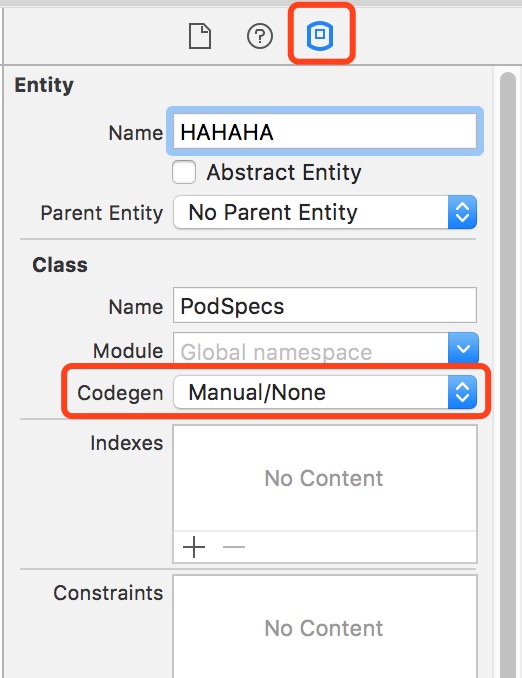 ?
Entity
Name HAHAHA
Abstract Entity
Parent Entity No Parent Entity
Class
Name PodSpecs
Module Global namespace
Codegen Manual/None
Indexes
No Content
Constraints
No Content